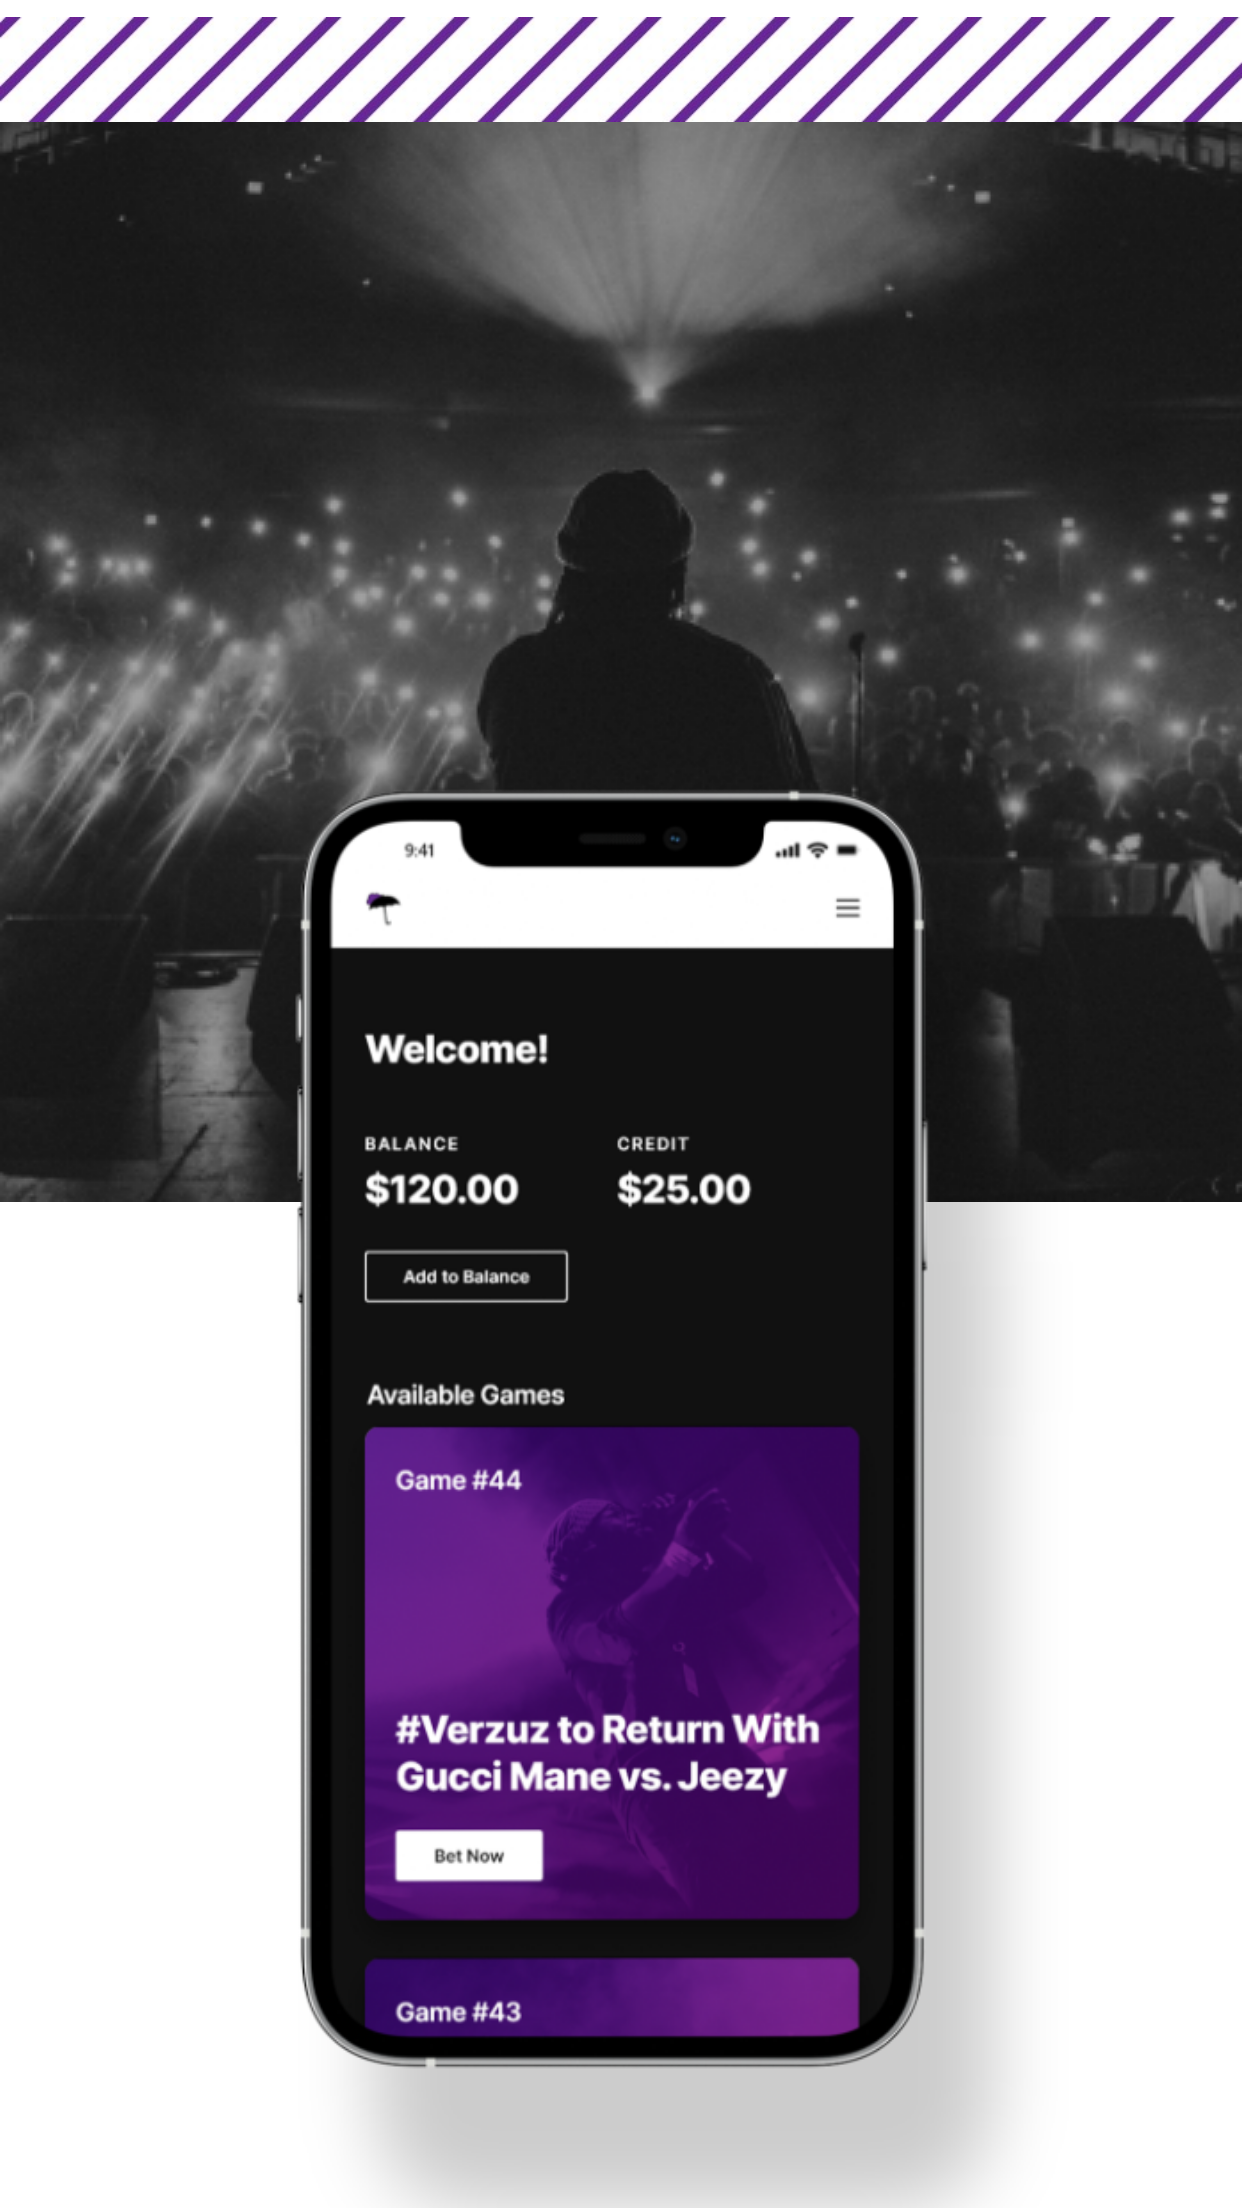 9:41
Welcome!
BALANCE
CREDIT
$120.00
$25.00
Add to Balance
Available Games
Game #44
#Verzuz to Return With
Gucci Mane vs. Jeezy
Bet Now
Game #43